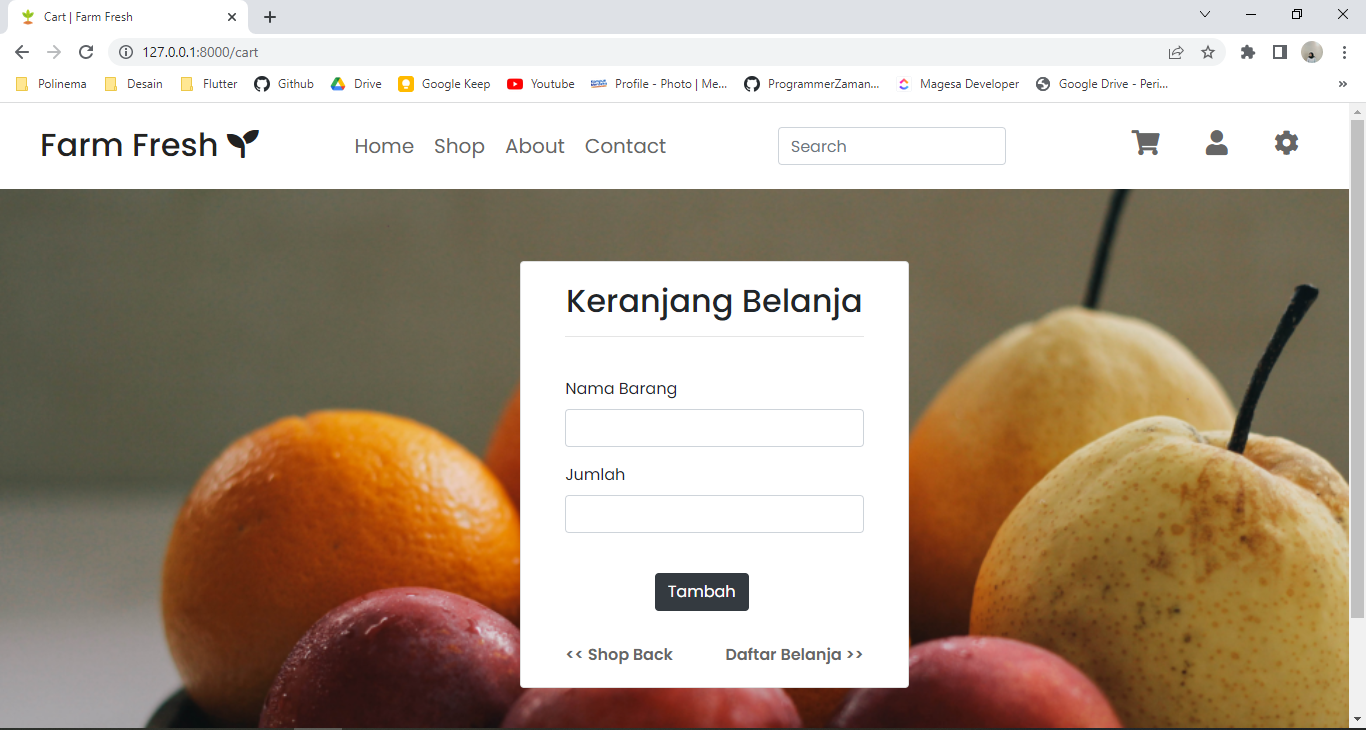 Cart | Farm Fresh
127.0.0.1:8000/cart
Polinema Desain Flutter Github Drive Google Keep Youtube Profile - Photo | Me... ProgrammerZaman... Magesa Developer Google Drive - Peri...
Farm Fresh Home Shop About Contact Search
Keranjang Belanja
Nama Barang
Jumlah
Tambah
<< Shop Back Daftar Belanja >>